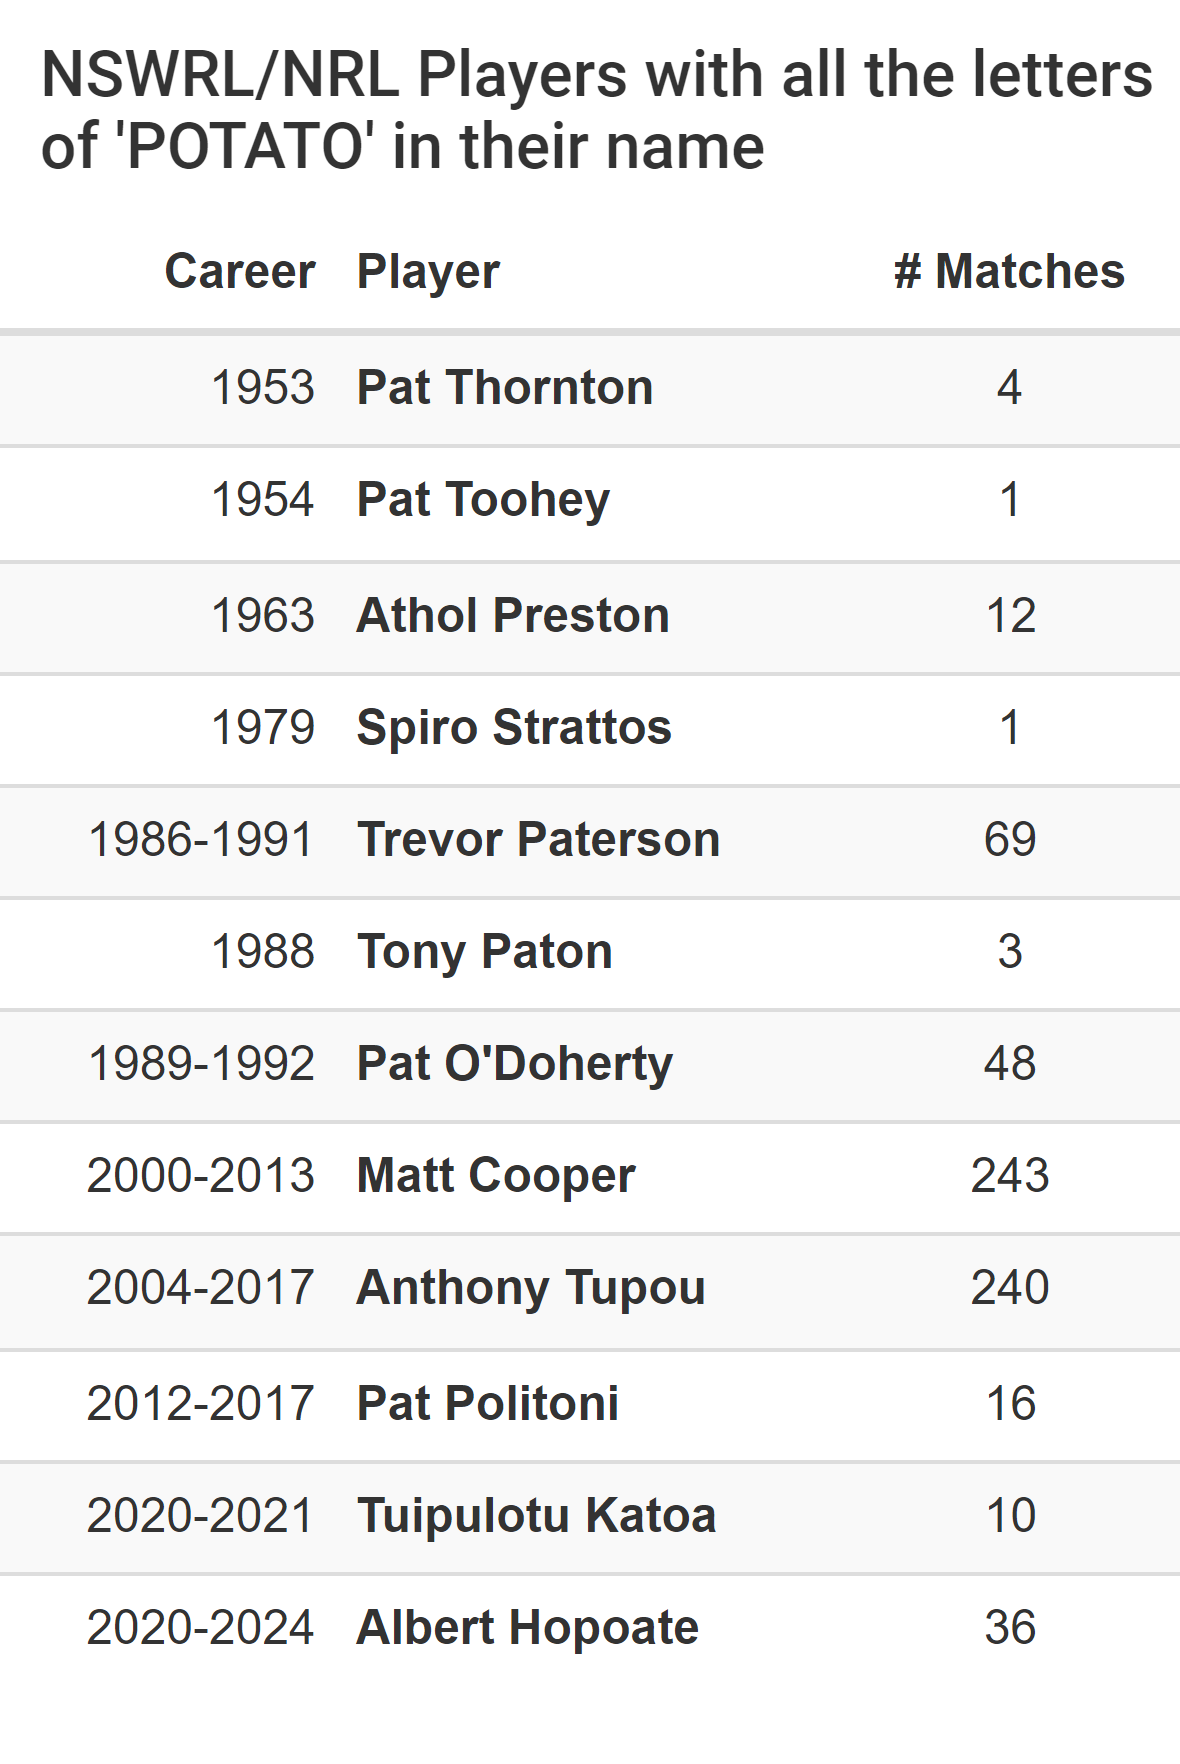 NSWRL/NRL Players with all the letters
of 'POTATO' in their name
Career Player # Matches
1953 Pat Thornton 4
1954 Pat Toohey 1
1963 Athol Preston 12
1979 Spiro Strattos 1
1986-1991 Trevor Paterson 69
1988 Tony Paton 3
1989-1992 Pat O'Doherty 48
2000-2013 Matt Cooper 243
2004-2017 Anthony Tupou 240
2012-2017 Pat Politoni 16
2020-2021 Tuipulotu Katoa 10
2020-2024 Albert Hopoate 36